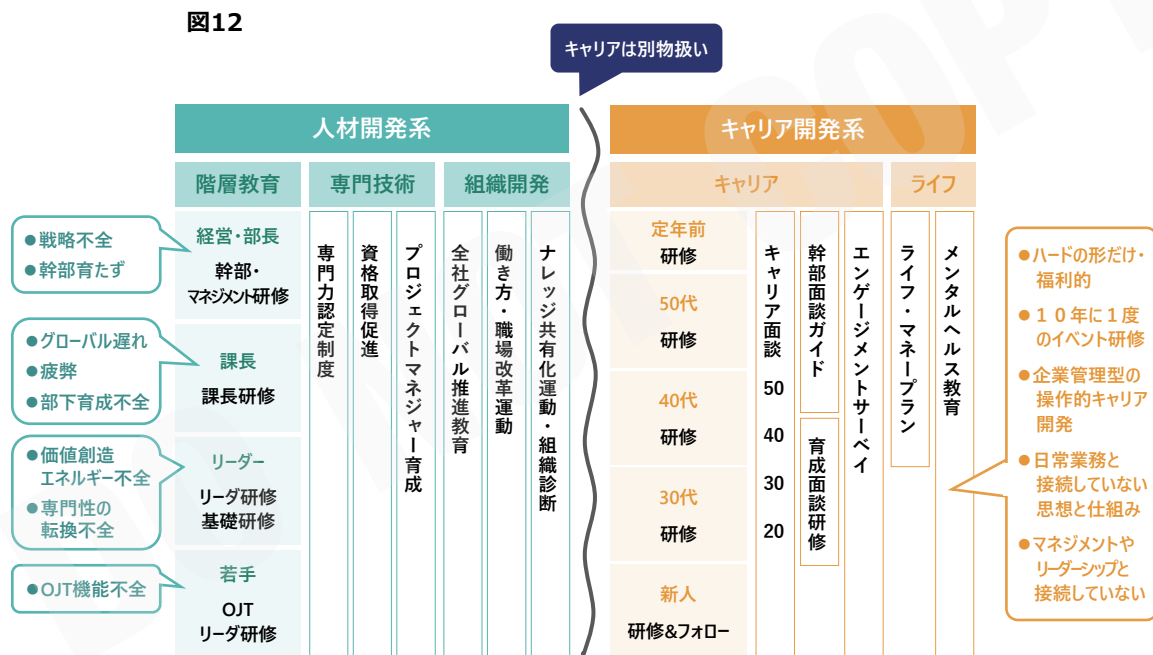 図12
キャリアは別物扱い
人材開発系
階層教育
専門技術
組織開発
経営・部長
幹部・
マネジメント研修
課長
課長研修
リーダー
リーダ研修
基礎研修
若手
OJT
リーダ研修
専門力認定制度
資格取得促進
プロジェクトマネジャー育成
全社グローバル推進教育
働き方・職場改革運動
ナレッジ共有化運動・組織診断
●戦略不全
●幹部育たず
●グローバル遅れ
●疲弊
●部下育成不全
●価値創造
エネルギー不全
●専門性の
転換不全
●OJT機能不全
キャリア開発系
キャリア
ライフ
定年前
研修
50代
研修
40代
研修
30代
研修
新人
研修&フォロー
キャリア面談
50
40
30
20
幹部面談ガイド
育成面談研修
エンゲージメントサーベイ
ライフ・マネープラン
メンタルヘルス教育
●ハードの形だけ・
福利的
●１０年に１度
のイベント研修
●企業管理型の
操作的キャリア
開発
●日常業務と
接続していない
思想と仕組み
●マネジメントや
リーダーシップと
接続していない
DO NOT COPY